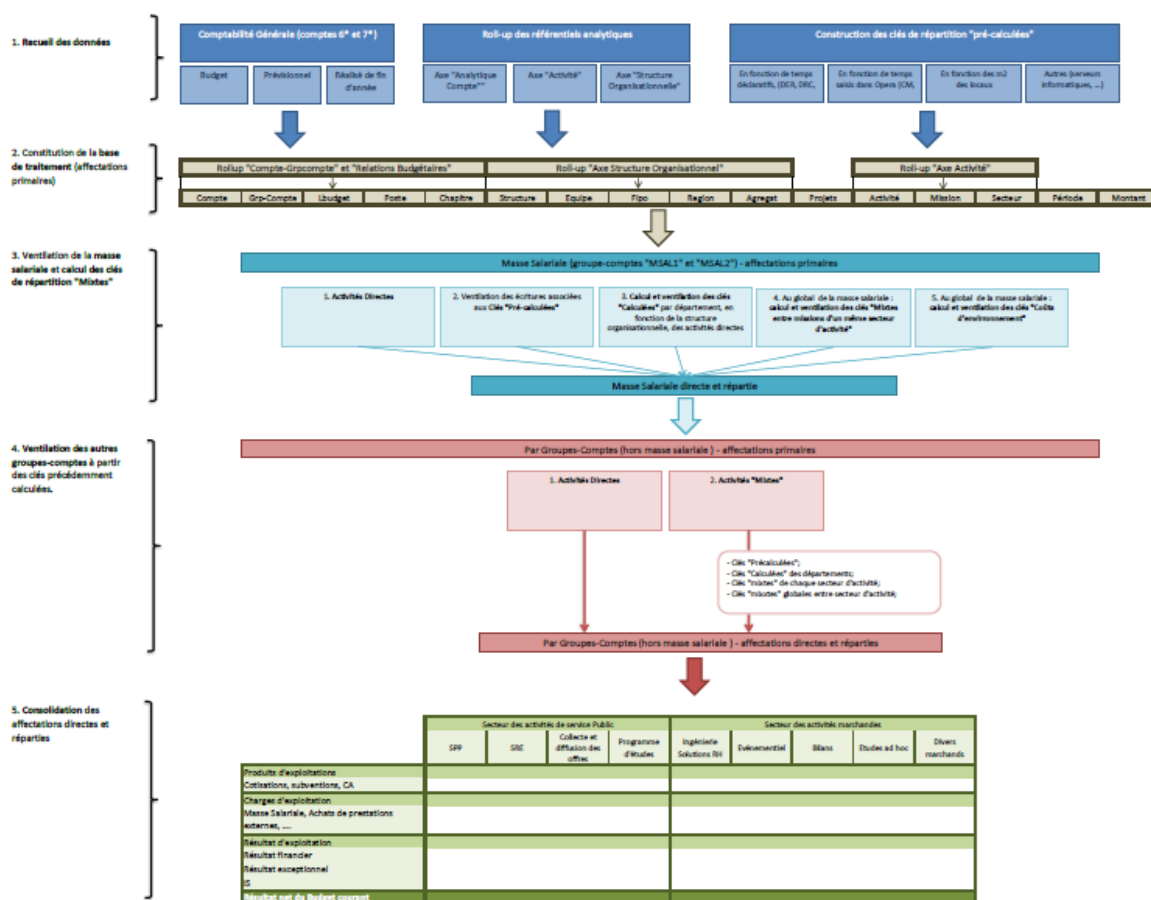 1. Recueil des données
Comptabilité Générale (comptes 6* et 7*)
Budget
Prévisionnel
Réalisé de fin
d'année
Roll-up des référentiels analytiques
Axe "Analytique
Compte""
Axe "Activité"
Axe "Structure
Organisationnelle"
Construction des clés de répartition "pré-calculées"
En fonction de temps
déclaratifs, (DER, DRC,
En fonction de temps
saisis dans Opera (CM,
En fonction des m2
des locaux
Autres (serveurs
informatiques, ...)
2. Constitution de la base
de traitement (affectations
primaires)
Rollup "Compte-Grpcompte" et "Relations Budgétaires"
Roll-up "Axe Structure Organisationnel"
Roll-up "Axe Activité"
Compte
Grp-Compte
Lbudget
Poste
Chapitre
Structure
Equipe
Fipo
Region
Agregat
Projets
Activité
Mission
Secteur
Période
Montant
3. Ventilation de la masse
salariale et calcul des clés
de répartition "Mixtes"
Masse Salariale (groupe-comptes "MSAL1" et "MSAL2") - affectations primaires
1. Activités Directes
2. Ventilation des écritures associées
aux Clés "Pré-calculées"
3. Calcul et ventilation des clés
"Calculées" par département, en
fonction de la structure
organisationnelle, des activités directes
4. Au global de la masse salariale :
calcul et ventilation des clés "Mixtes
entre missions d'un même secteur
d'activité"
5. Au global de la masse salariale :
calcul et ventilation des clés "Coûts
d'environnement"
Masse Salariale directe et répartie
4. Ventilation des autres
groupes-comptes à partir
des clés précédemment
calculées.
Par Groupes-Comptes (hors masse salariale ) - affectations primaires
1. Activités Directes
2. Activités "Mixtes"
- Clés "Précalculées";
- Clés "Calculées" des départements;
- Clés "mixtes" de chaque secteur d'activité;
- Clés "mixxtes" globales entre secteur d'activité;
Par Groupes-Comptes (hors masse salariale ) - affectations directes et réparties
5. Consolidation des
affectations directes et
réparties
Secteur des activités de service Public
Secteur des activités marchandes
SPP
SRE
Collecte et
diffusion des
offres
Programme
d'études
Ingénierie
Solutions RH
Evénementiel
Bilans
Etudes ad hoc
Divers
marchands
Produits d'exploitations
Cotisations, subventions, CA
Charges d'exploitation
Masse Salariale, Achats de prestations
externes, ....
Résultat d'exploitation
Résultat financier
Résultat exceptionnel
IS
Résultat net du Budget courant